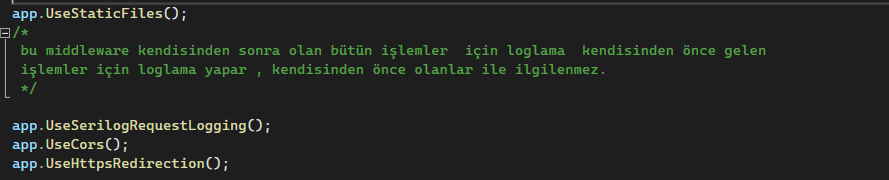 app.UseStaticFiles();
/*
bu middleware kendisinden sonra olan bütün işlemler  için loglama  kendisinden önce gelen
işlemler için loglama yapar , kendisinden önce olanlar ile ilgilenmez.
*/
app.UseSerilogRequestLogging();
app.UseCors();
app.UseHttpsRedirection();